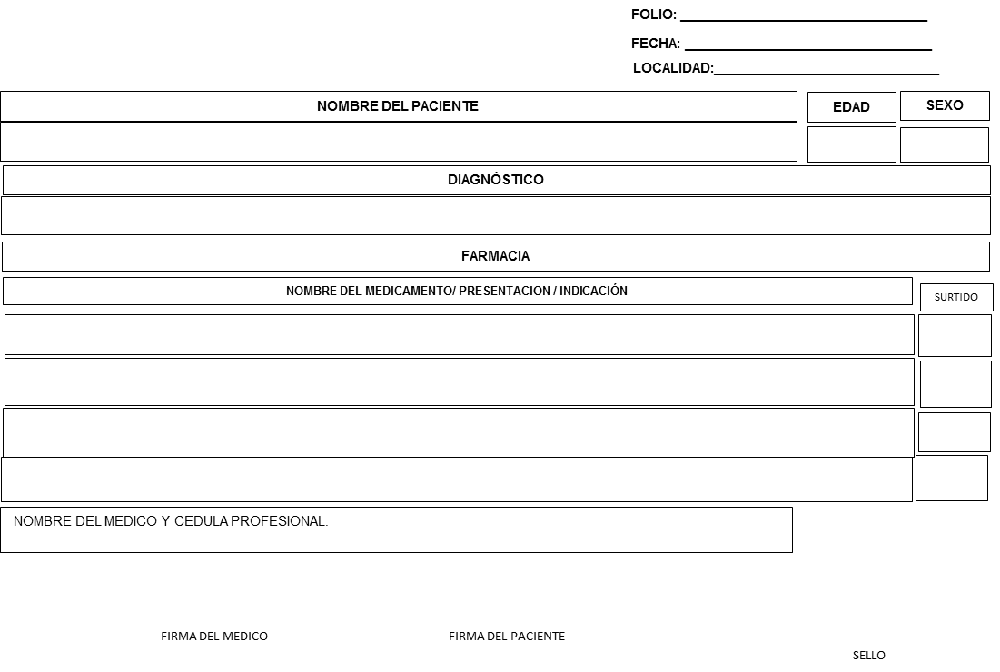 FOLIO:
FECHA:
LOCALIDAD:
NOMBRE DEL PACIENTE
EDAD
SEXO
DIAGNÓSTICO
FARMACIA
NOMBRE DEL MEDICAMENTO/ PRESENTACION / INDICACIÓN
SURTIDO
NOMBRE DEL MEDICO Y CEDULA PROFESIONAL:
FIRMA DEL MEDICO
FIRMA DEL PACIENTE
SELLO